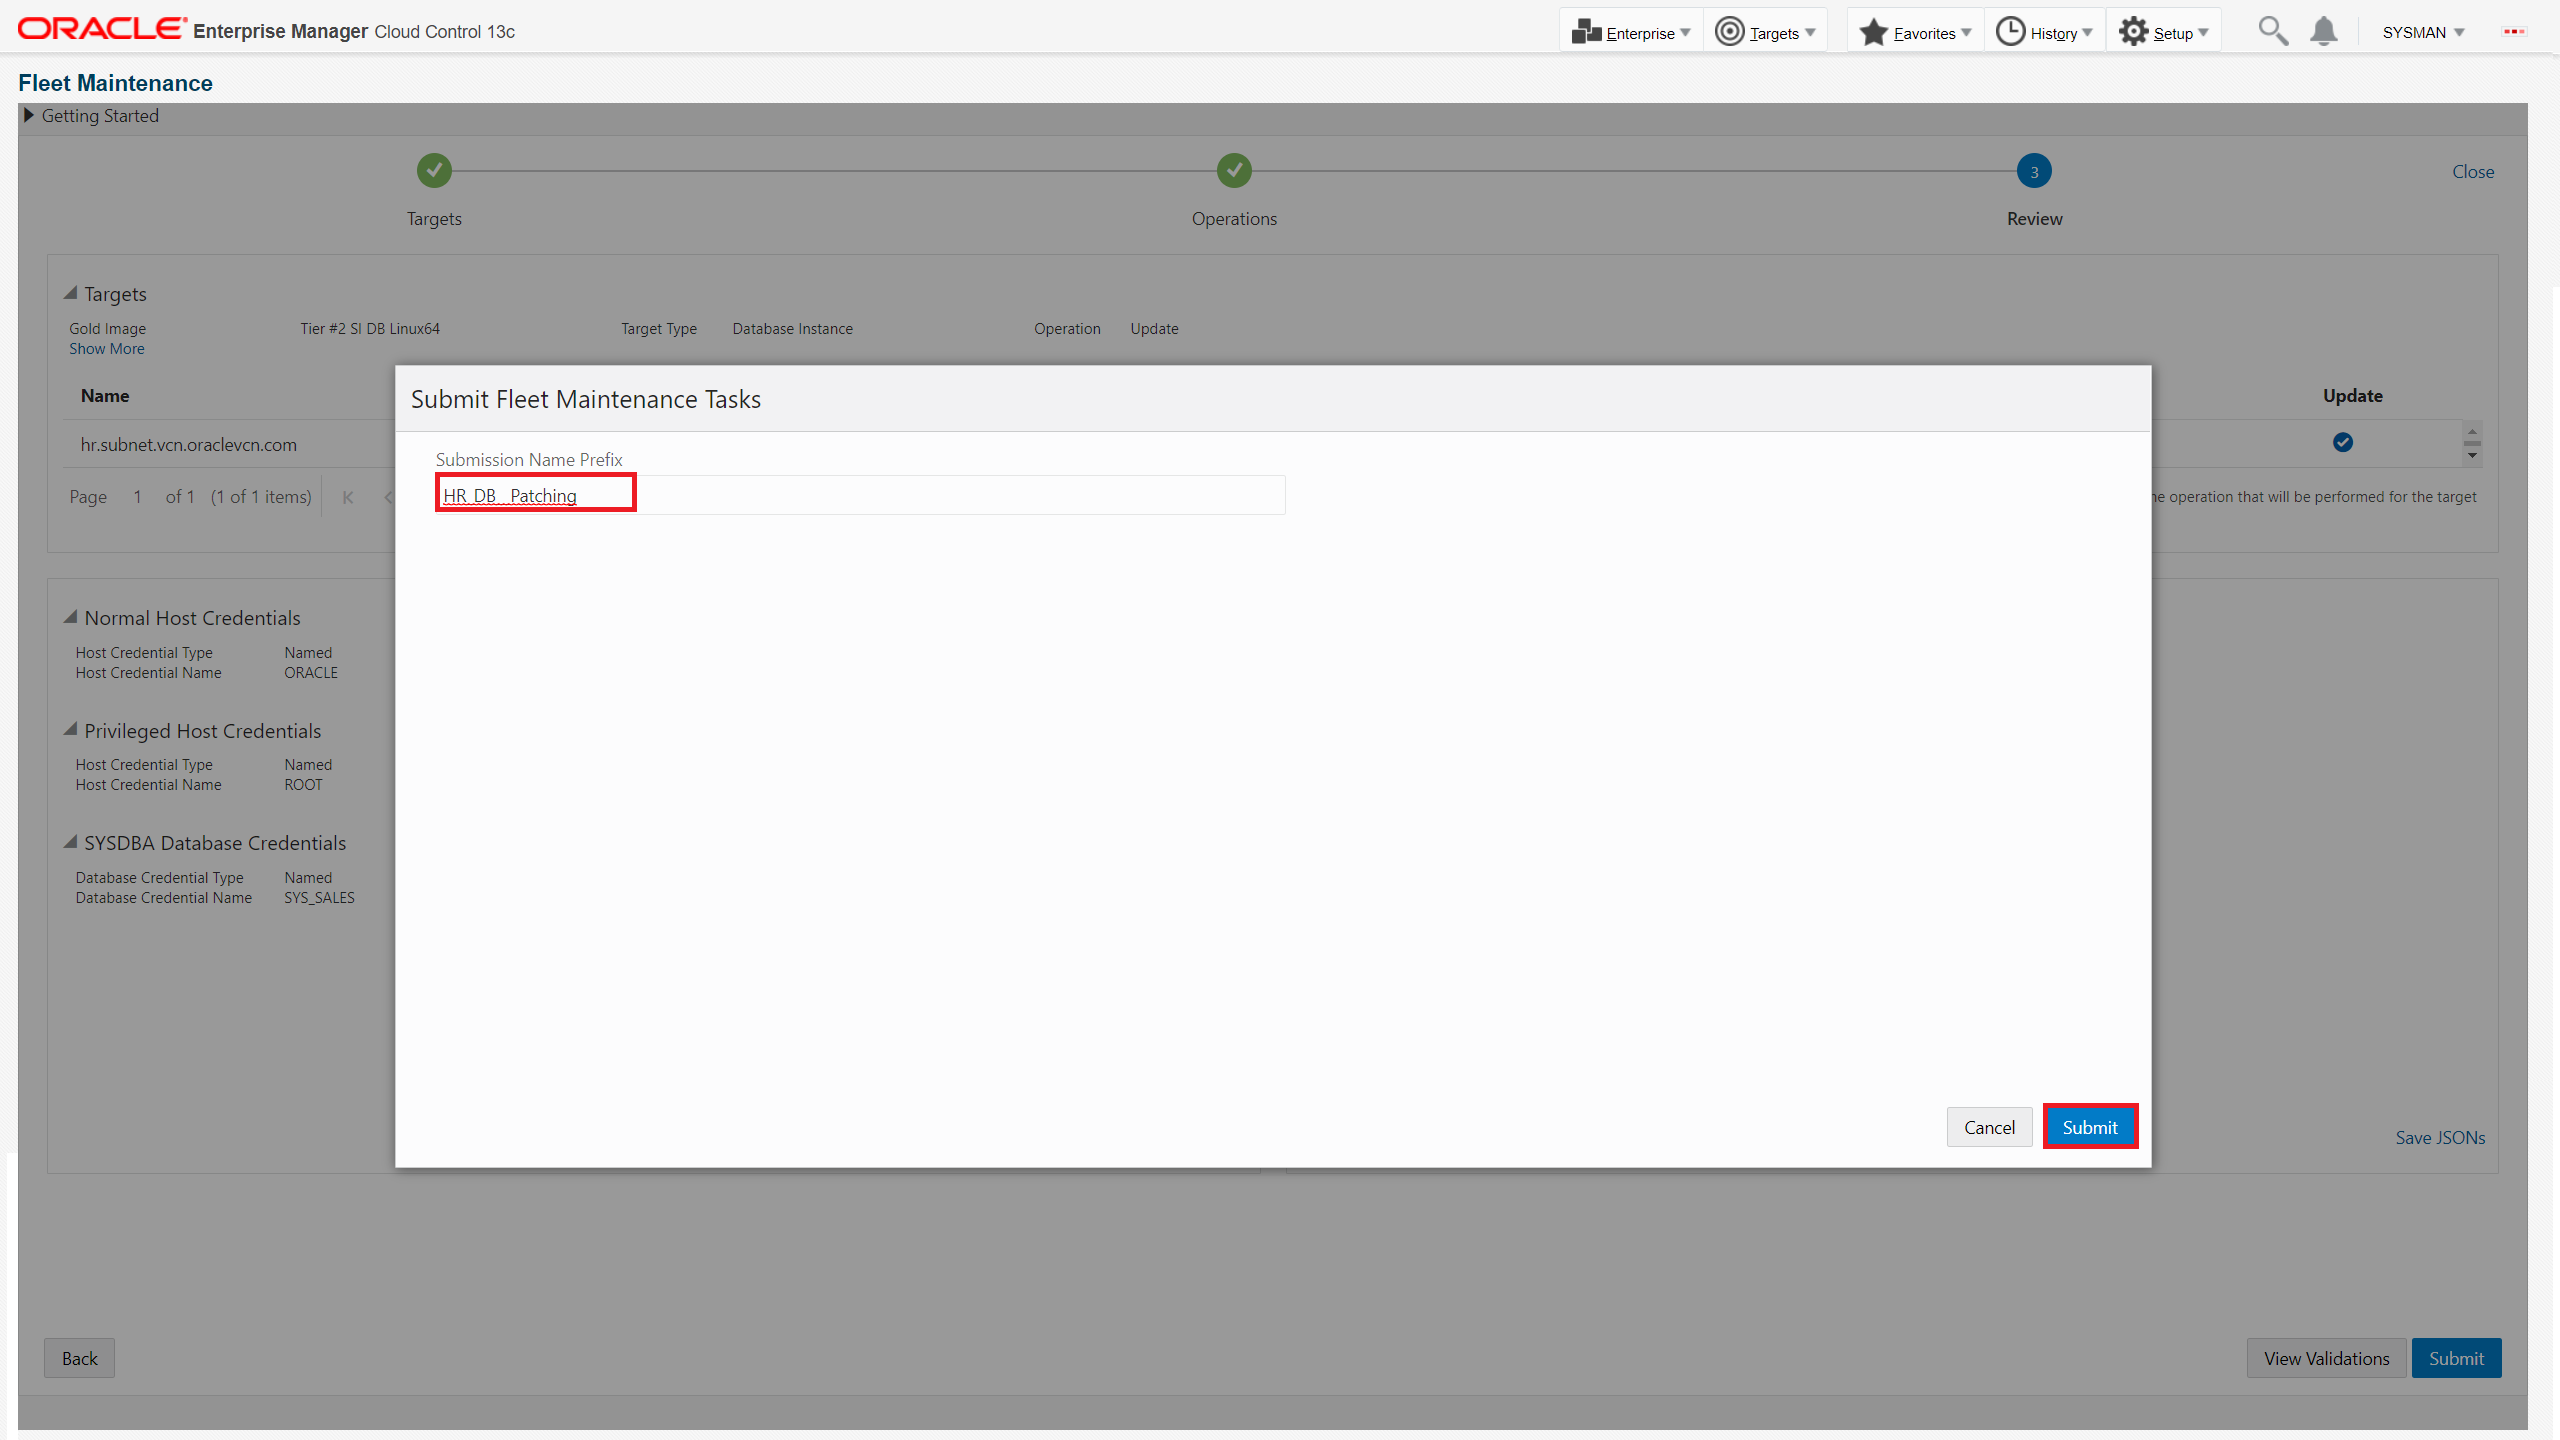 ORACLE Enterprise Manager Cloud Control 13c
Enterprise
Targets
Favorites
History
Setup
SYSMAN
Fleet Maintenance
Getting Started
3
Close
Targets
Operations
Review
Targets
Gold Image Tier #2 SI DB Linux64 Target Type Database Instance Operation Update
Show More
Name
Update
hr.subnet.vcn.oraclevcn.com
Page 1 of 1 (1 of 1 items)
operation that will be performed for the target
Submit Fleet Maintenance Tasks
Submission Name Prefix
HR_DB_ Patching
Cancel
Submit
Normal Host Credentials
Host Credential Type Named
Host Credential Name ORACLE
Privileged Host Credentials
Host Credential Type Named
Host Credential Name ROOT
SYSDBA Database Credentials
Database Credential Type Named
Database Credential Name SYS_SALES
Save JSONs
Back
View Validations
Submit